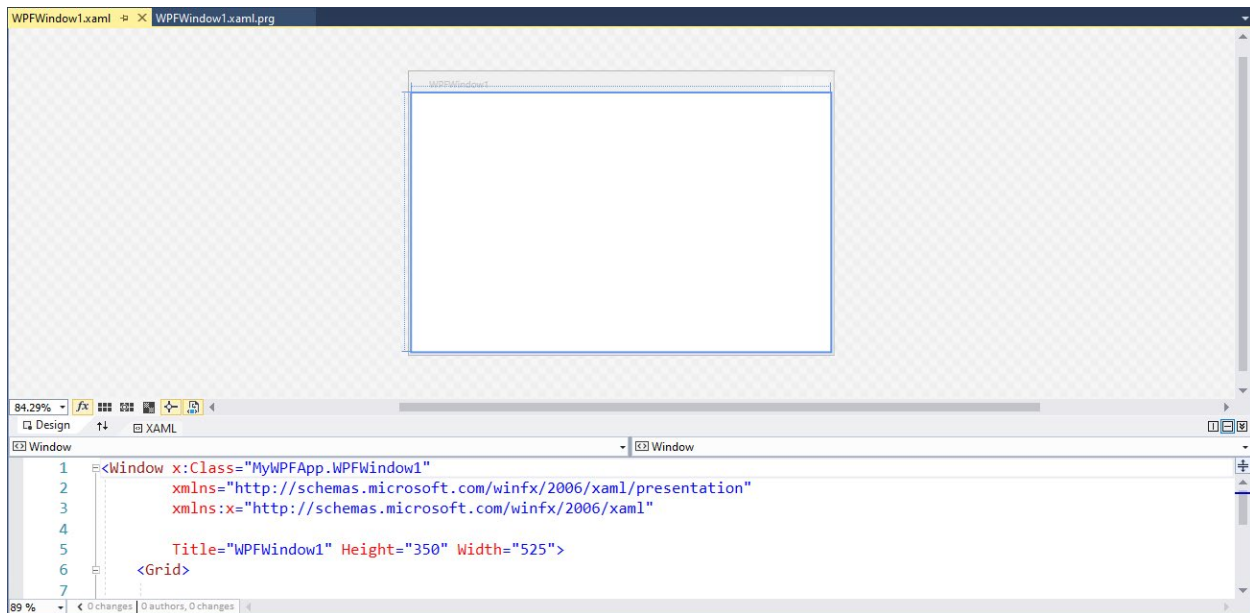 WPFWindow1.xaml WPFWindow1.xaml.prg
WPFWindow1
84.29% fx
Design XAML
Window Window
1 <Window x:Class="MyWPFApp.WPFWindow1"
2 xmlns="http://schemas.microsoft.com/winfx/2006/xaml/presentation"
3 xmlns:x="http://schemas.microsoft.com/winfx/2006/xaml"
4
5 Title="WPFWindow1" Height="350" Width="525">
6 <Grid>
7
89 % 0 changes | 0 authors, 0 changes